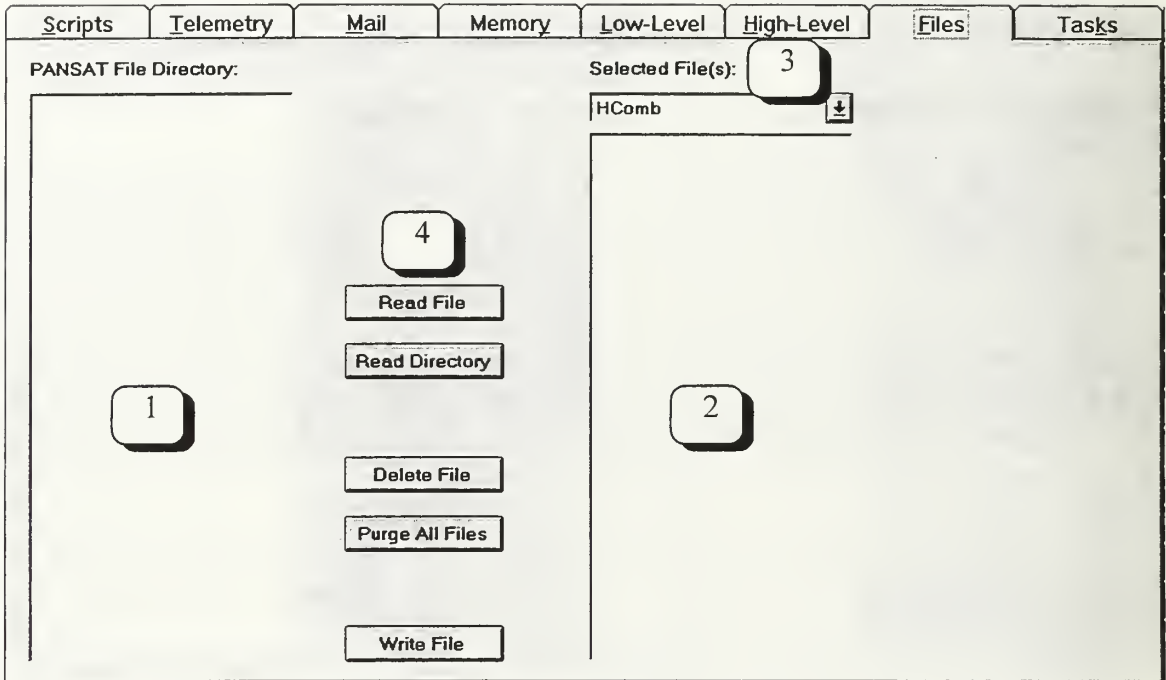 Scripts Telemetry Mail Memory Low-Level High-Level Files Tasks
PANSAT File Directory:
Selected File(s):
3
HComb
4
Read File
Read Directory
1
2
Delete File
Purge All Files
Write File